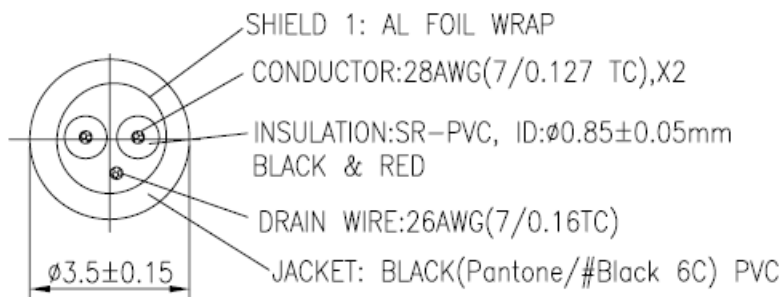 SHIELD 1: AL FOIL WRAP
CONDUCTOR:28AWG(7/0.127 TC),X2
INSULATION:SR-PVC, ID:ø0.85±0.05mm
BLACK & RED
DRAIN WIRE:26AWG(7/0.16TC)
ø3.5±0.15
JACKET: BLACK(Pantone/#Black 6C) PVC